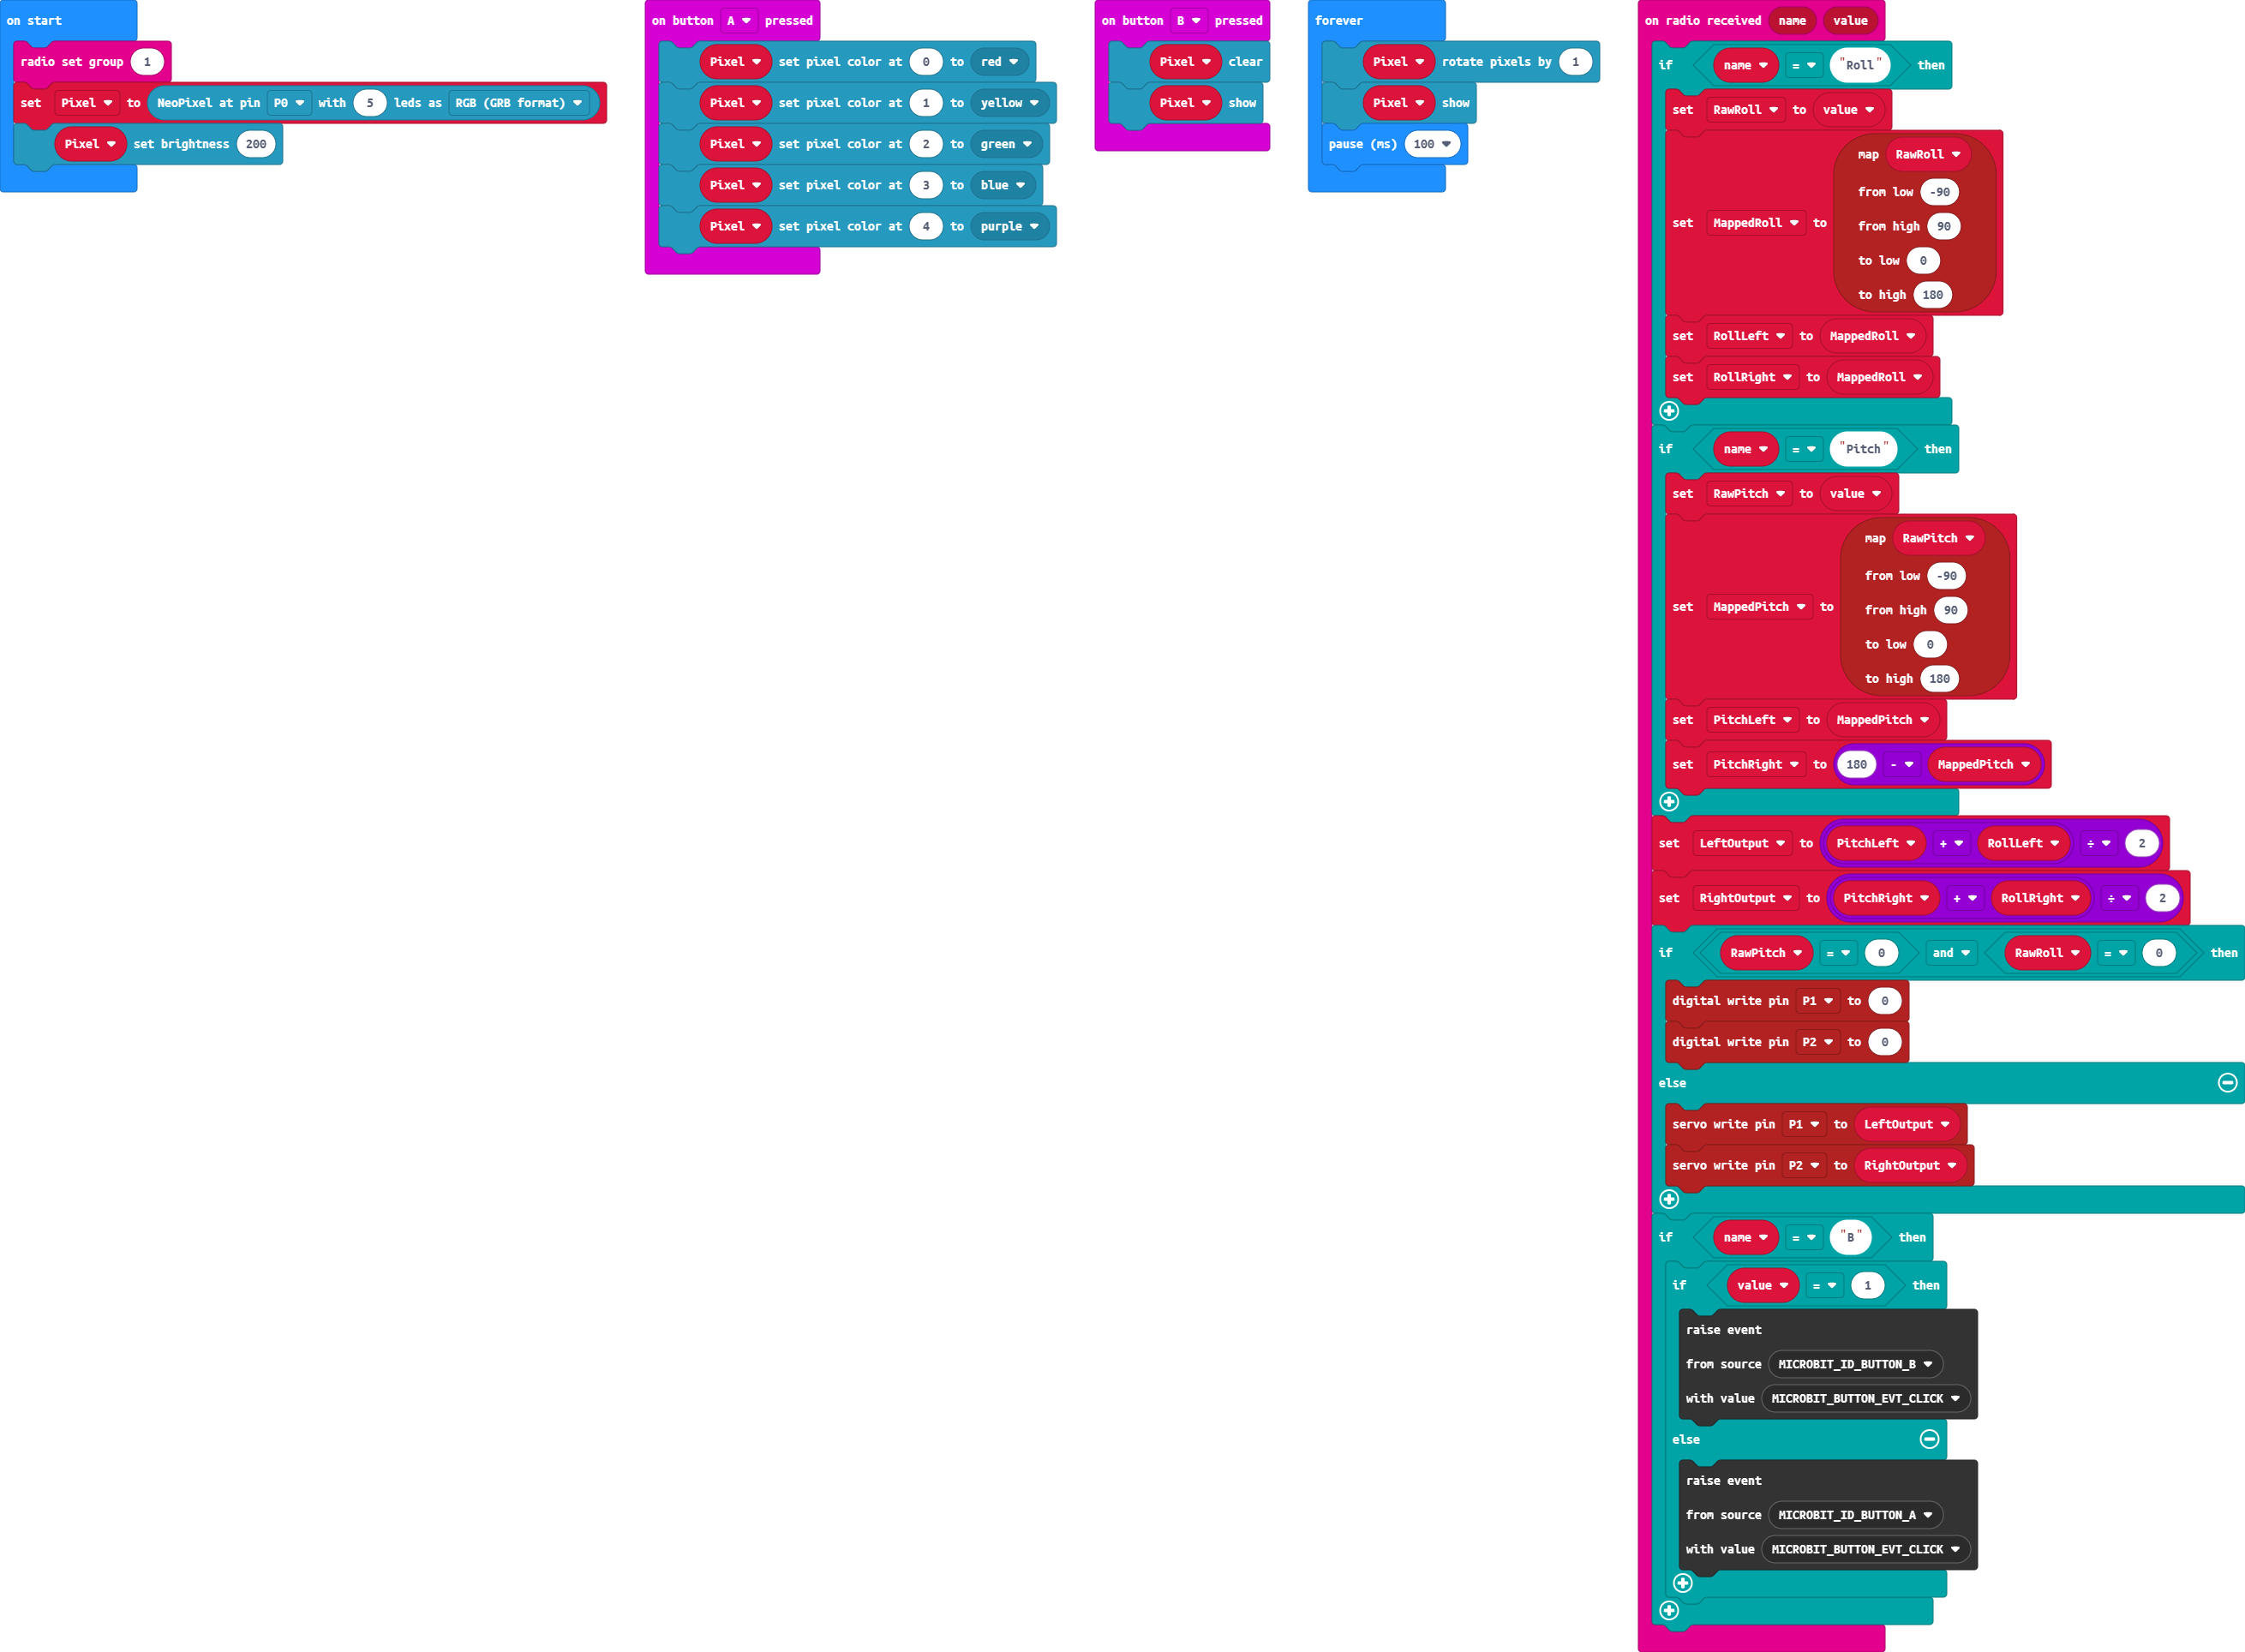 on start
radio set group 1
set Pixel to NeoPixel at pin P0 with 5 leds as RGB (GRB format)
Pixel set brightness 200
on button A pressed
Pixel set pixel color at 0 to red
Pixel set pixel color at 1 to yellow
Pixel set pixel color at 2 to green
Pixel set pixel color at 3 to blue
Pixel set pixel color at 4 to purple
on button B pressed
Pixel clear
Pixel show
forever
Pixel rotate pixels by 1
Pixel show
pause (ms) 100
on radio received name value
if name = "Roll" then
set RawRoll to value
set MappedRoll to map RawRoll
from low -90
from high 90
to low 0
to high 180
set RollLeft to MappedRoll
set RollRight to MappedRoll
if name = "Pitch" then
set RawPitch to value
set MappedPitch to map RawPitch
from low -90
from high 90
to low 0
to high 180
set PitchLeft to MappedPitch
set PitchRight to 180 - MappedPitch
set LeftOutput to PitchLeft + RollLeft ÷ 2
set RightOutput to PitchRight + RollRight ÷ 2
if RawPitch = 0 and RawRoll = 0 then
digital write pin P1 to 0
digital write pin P2 to 0
else
servo write pin P1 to LeftOutput
servo write pin P2 to RightOutput
if name = "B" then
if value = 1 then
raise event
from source MICROBIT_ID_BUTTON_B
with value MICROBIT_BUTTON_EVT_CLICK
else
raise event
from source MICROBIT_ID_BUTTON_A
with value MICROBIT_BUTTON_EVT_CLICK